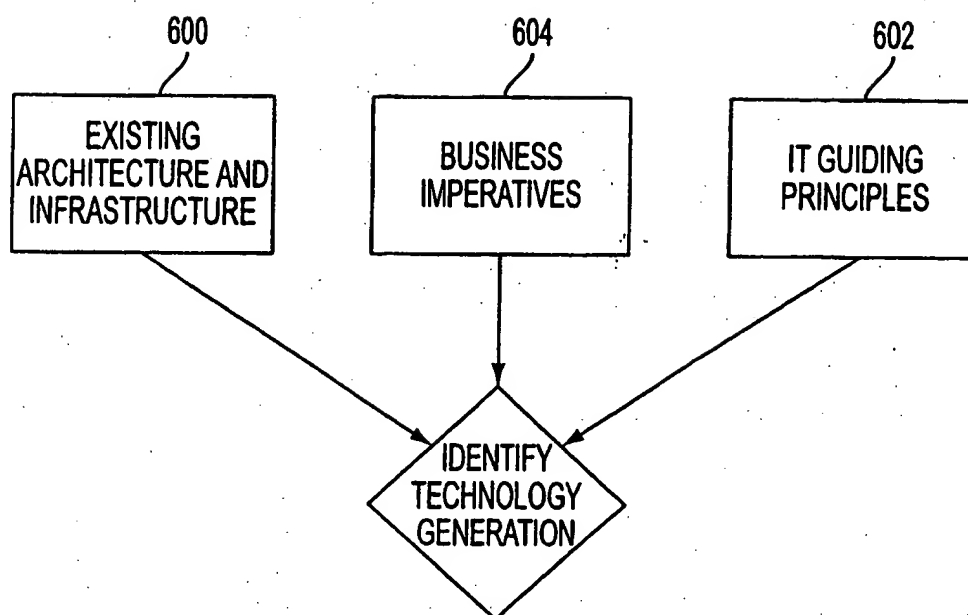 600
604
602
EXISTING
ARCHITECTURE AND
INFRASTRUCTURE
BUSINESS
IMPERATIVES
IT GUIDING
PRINCIPLES
IDENTIFY
TECHNOLOGY
GENERATION